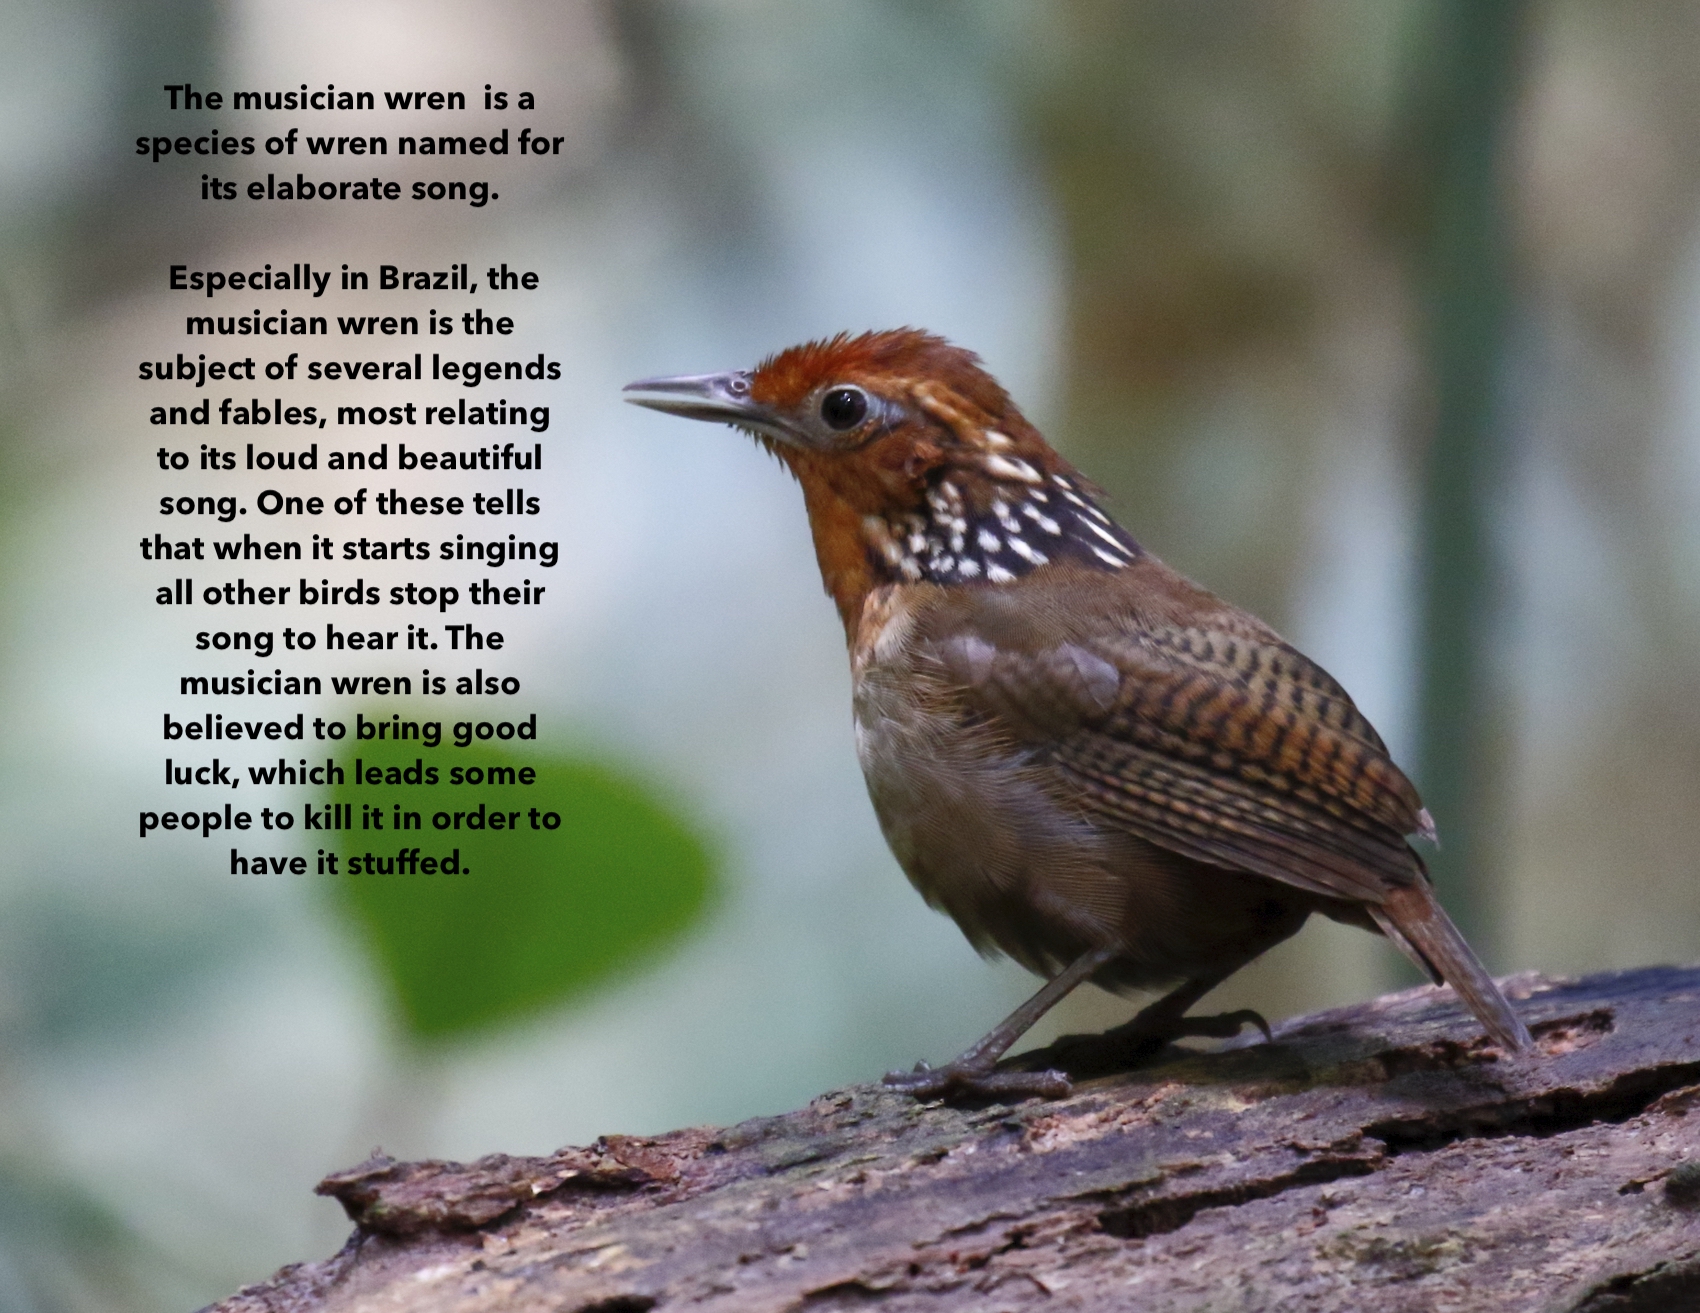 The musician wren  is a
species of wren named for
its elaborate song.
Especially in Brazil, the
musician wren is the
subject of several legends
and fables, most relating
to its loud and beautiful
song. One of these tells
that when it starts singing
all other birds stop their
song to hear it. The
musician wren is also
believed to bring good
luck, which leads some
people to kill it in order to
have it stuffed.